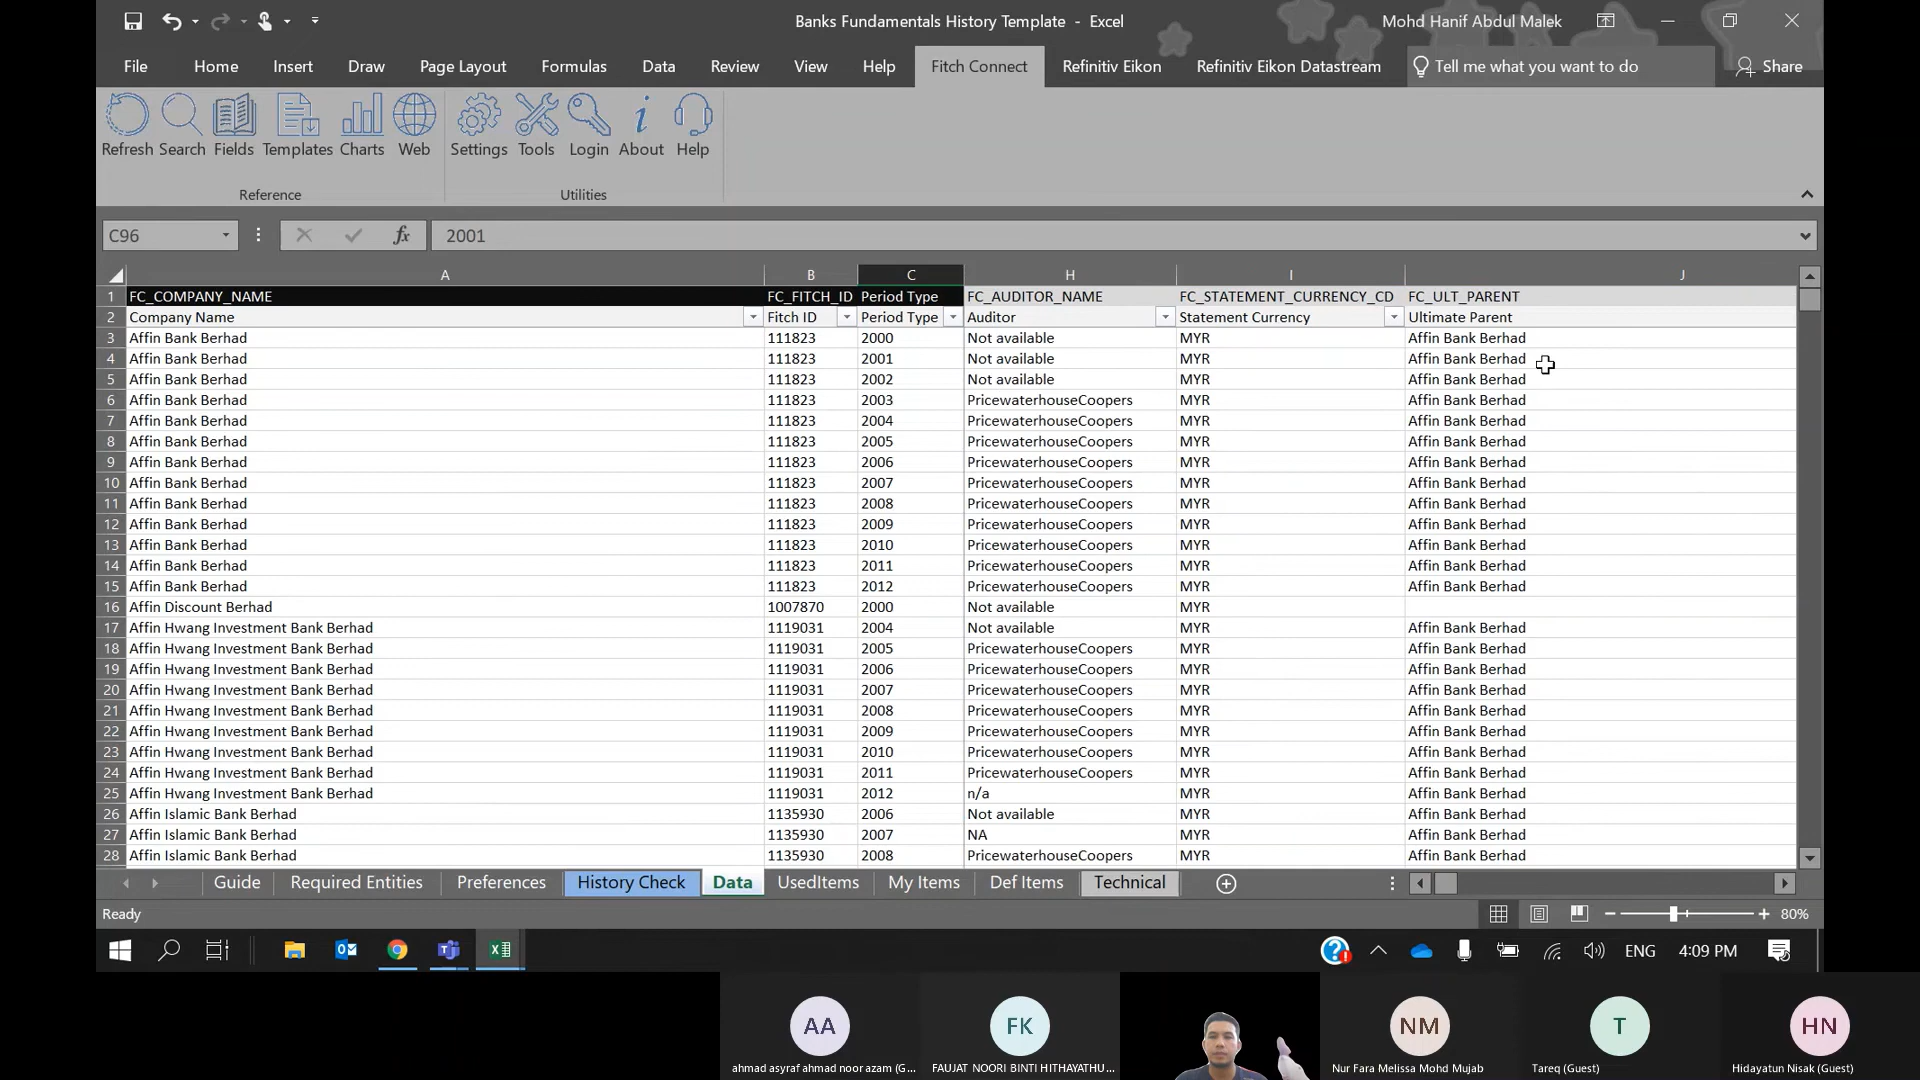 Banks Fundamentals History Template - Excel
Mohd Hanif Abdul Malek
File Home Insert Draw Page Layout Formulas Data Review View Help Fitch Connect Refinitiv Eikon Refinitiv Eikon Datastream Tell me what you want to do Share
Refresh Search Fields Templates Charts Web Settings Tools Login About Help
Reference Utilities
C96 fx 2001
A B C H I J
1 FC_COMPANY_NAME FC_FITCH_ID Period Type FC_AUDITOR_NAME FC_STATEMENT_CURRENCY_CD FC_ULT_PARENT
2 Company Name Fitch ID Period Type Auditor Statement Currency Ultimate Parent
3 Affin Bank Berhad 111823 2000 Not available MYR Affin Bank Berhad
4 Affin Bank Berhad 111823 2001 Not available MYR Affin Bank Berhad
5 Affin Bank Berhad 111823 2002 Not available MYR Affin Bank Berhad
6 Affin Bank Berhad 111823 2003 PricewaterhouseCoopers MYR Affin Bank Berhad
7 Affin Bank Berhad 111823 2004 PricewaterhouseCoopers MYR Affin Bank Berhad
8 Affin Bank Berhad 111823 2005 PricewaterhouseCoopers MYR Affin Bank Berhad
9 Affin Bank Berhad 111823 2006 PricewaterhouseCoopers MYR Affin Bank Berhad
10 Affin Bank Berhad 111823 2007 PricewaterhouseCoopers MYR Affin Bank Berhad
11 Affin Bank Berhad 111823 2008 PricewaterhouseCoopers MYR Affin Bank Berhad
12 Affin Bank Berhad 111823 2009 PricewaterhouseCoopers MYR Affin Bank Berhad
13 Affin Bank Berhad 111823 2010 PricewaterhouseCoopers MYR Affin Bank Berhad
14 Affin Bank Berhad 111823 2011 PricewaterhouseCoopers MYR Affin Bank Berhad
15 Affin Bank Berhad 111823 2012 PricewaterhouseCoopers MYR Affin Bank Berhad
16 Affin Discount Berhad 1007870 2000 Not available MYR
17 Affin Hwang Investment Bank Berhad 1119031 2004 Not available MYR Affin Bank Berhad
18 Affin Hwang Investment Bank Berhad 1119031 2005 PricewaterhouseCoopers MYR Affin Bank Berhad
19 Affin Hwang Investment Bank Berhad 1119031 2006 PricewaterhouseCoopers MYR Affin Bank Berhad
20 Affin Hwang Investment Bank Berhad 1119031 2007 PricewaterhouseCoopers MYR Affin Bank Berhad
21 Affin Hwang Investment Bank Berhad 1119031 2008 PricewaterhouseCoopers MYR Affin Bank Berhad
22 Affin Hwang Investment Bank Berhad 1119031 2009 PricewaterhouseCoopers MYR Affin Bank Berhad
23 Affin Hwang Investment Bank Berhad 1119031 2010 PricewaterhouseCoopers MYR Affin Bank Berhad
24 Affin Hwang Investment Bank Berhad 1119031 2011 PricewaterhouseCoopers MYR Affin Bank Berhad
25 Affin Hwang Investment Bank Berhad 1119031 2012 n/a MYR Affin Bank Berhad
26 Affin Islamic Bank Berhad 1135930 2006 Not available MYR Affin Bank Berhad
27 Affin Islamic Bank Berhad 1135930 2007 NA MYR Affin Bank Berhad
28 Affin Islamic Bank Berhad 1135930 2008 PricewaterhouseCoopers MYR Affin Bank Berhad
Guide Required Entities Preferences History Check Data UsedItems My Items Def Items Technical
Ready 80%
ENG 4:09 PM
AA FK NM T HN
ahmad asyraf ahmad noor azam (G... FAUJAT NOORI BINTI HITHAYATHU... Nur Fara Melissa Mohd Mujab Tareq (Guest) Hidayatun Nisak (Guest)